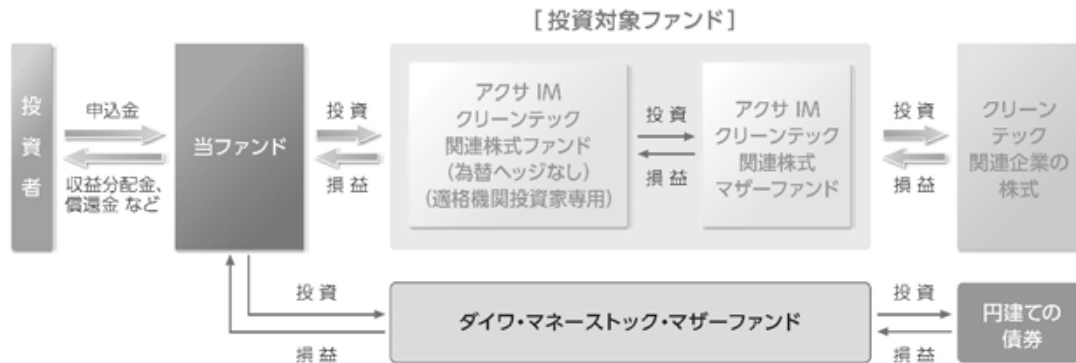 [投資対象ファンド]
投資者
申込金
収益分配金、
償還金 など
当ファンド
投 資
損 益
アクサ IM
クリーンテック
関連株式ファンド
(為替ヘッジなし)
(適格機関投資家専用)
投 資
損 益
アクサ IM
クリーンテック
関連株式
マザーファンド
投 資
損 益
クリーン
テック
関連企業の
株式
投 資
損 益
ダイワ・マネーストック・マザーファンド
投 資
損 益
円建ての
債券